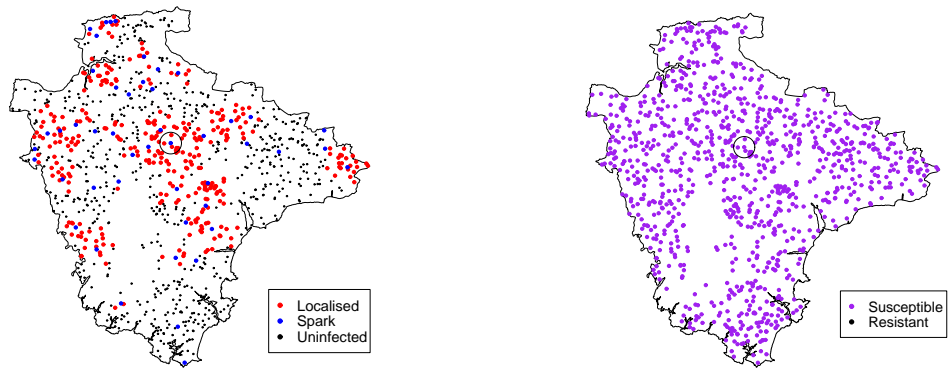 Localised
Spark
Uninfected
Susceptible
Resistant